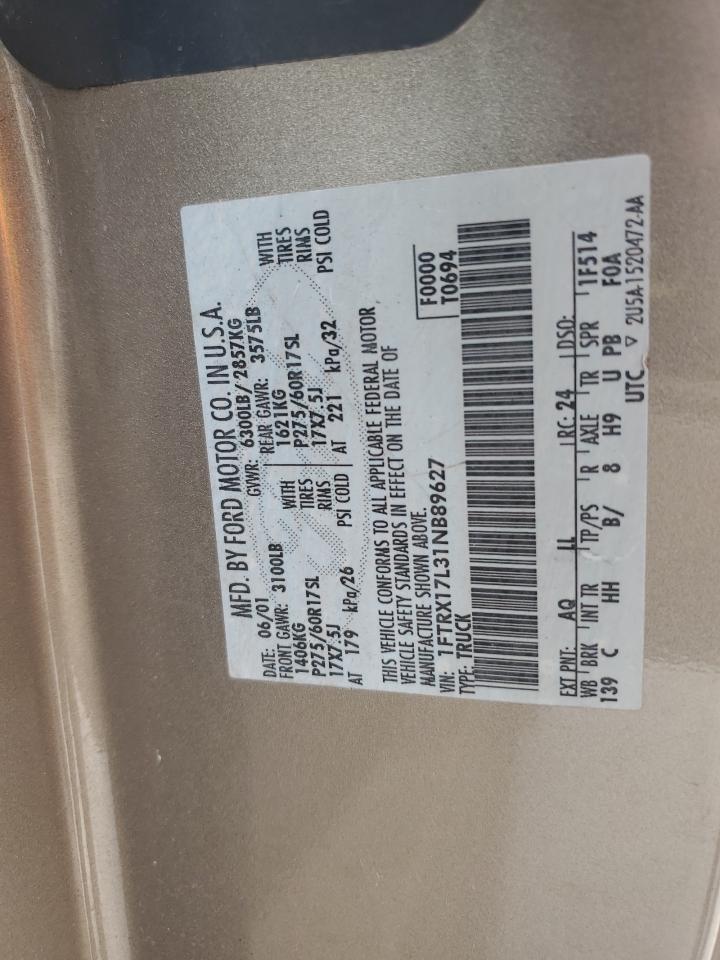 MFD. BY FORD MOTOR CO. IN U.S.A.
DATE: 06/01 GVWR: 6300LB/2857KG
FRONT GAWR: 3100LB REAR GAWR: 3575LB
1406KG WITH 1621KG WITH
P275/60R17SL TIRES P275/60R17SL TIRES
17X7.5J RIMS 17X7.5J RIMS
AT 179 kPa/26 PSI COLD AT 221 kPa/32 PSI COLD
THIS VEHICLE CONFORMS TO ALL APPLICABLE FEDERAL MOTOR
VEHICLE SAFETY STANDARDS IN EFFECT ON THE DATE OF
MANUFACTURE SHOWN ABOVE.
VIN: 1FTRX17L31NB89627 F0000
TYPE: TRUCK T0694
EXT PNT: AQ LL RC: 24 DSO:
WB BRK INT TR TP/PS R AXLE TR SPR 1F514
139 C HH B/ 8 H9 U PB F0A
UTC ▽ 2U5A-1520472-AA